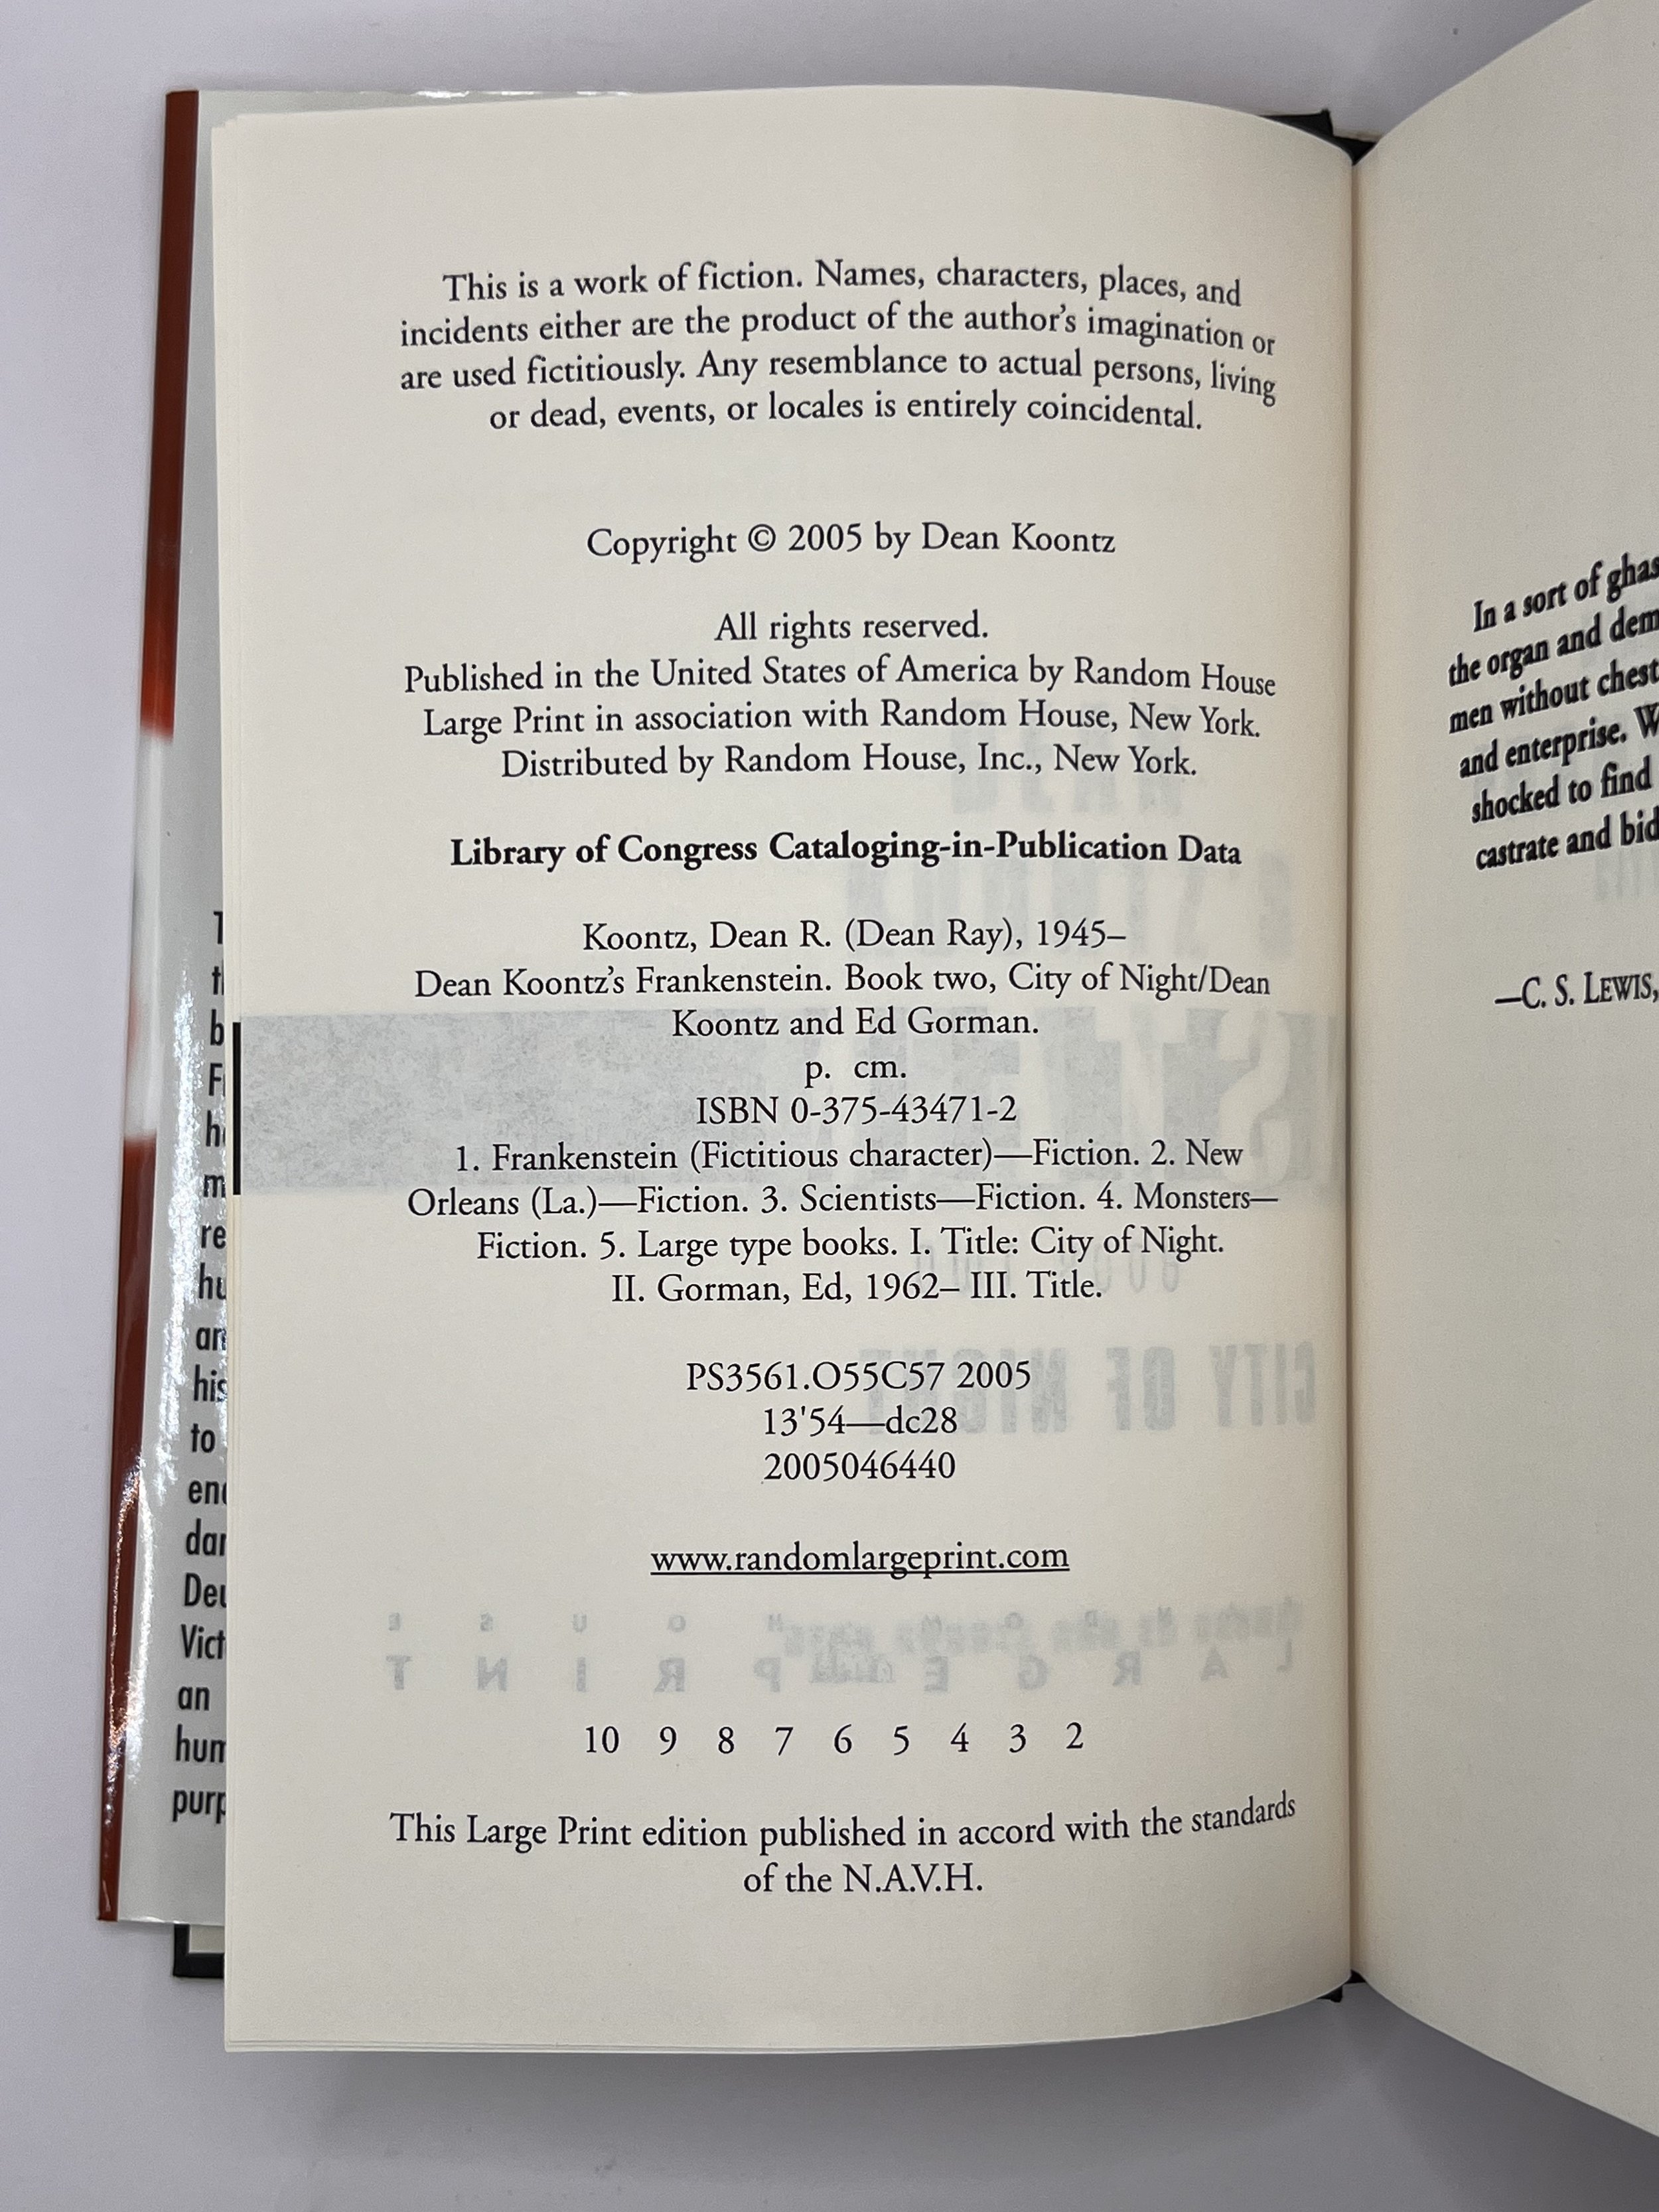 This is a work of fiction. Names, characters, places, and
incidents either are the product of the author's imagination or
are used fictitiously. Any resemblance to actual persons, living
or dead, events, or locales is entirely coincidental.
Copyright © 2005 by Dean Koontz
All rights reserved.
Published in the United States of America by Random House
Large Print in association with Random House, New York.
Distributed by Random House, Inc., New York.
Library of Congress Cataloging-in-Publication Data
Koontz, Dean R. (Dean Ray), 1945–
Dean Koontz's Frankenstein. Book two, City of Night/Dean
Koontz and Ed Gorman.
p. cm.
ISBN 0-375-43471-2
1. Frankenstein (Fictitious character)—Fiction. 2. New
Orleans (La.)—Fiction. 3. Scientists—Fiction. 4. Monsters—
Fiction. 5. Large type books. I. Title: City of Night.
II. Gorman, Ed, 1962– III. Title.
PS3561.O55C57 2005
13'54—dc28
2005046440
www.randomlargeprint.com
10 9 8 7 6 5 4 3 2
This Large Print edition published in accord with the standards
of the N.A.V.H.
In a sort of ghas
the organ and dem
men without chest
and enterprise. W
shocked to find
castrate and bid
—C. S. LEWIS,